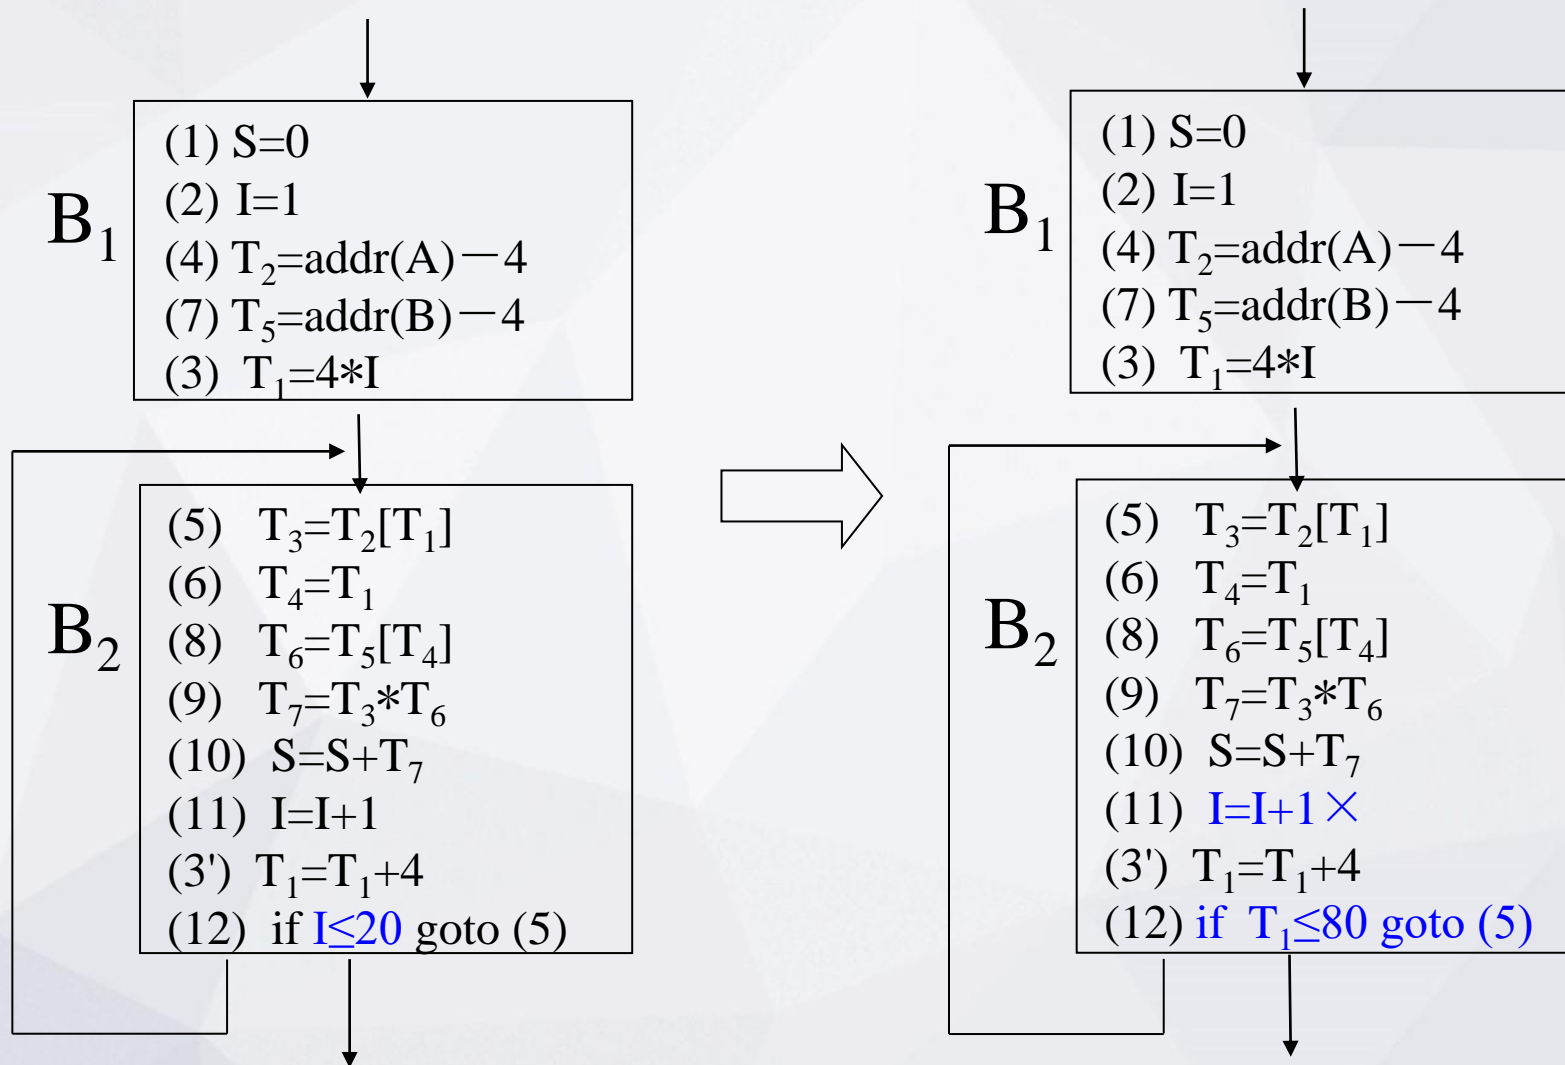 B₁
(1) S=0
(2) I=1
(4) T₂=addr(A)－4
(7) T₅=addr(B)－4
(3) T₁=4*I
B₂
(5) T₃=T₂[T₁]
(6) T₄=T₁
(8) T₆=T₅[T₄]
(9) T₇=T₃*T₆
(10) S=S+T₇
(11) I=I+1
(3') T₁=T₁+4
(12) if I≤20 goto (5)
B₁
(1) S=0
(2) I=1
(4) T₂=addr(A)－4
(7) T₅=addr(B)－4
(3) T₁=4*I
B₂
(5) T₃=T₂[T₁]
(6) T₄=T₁
(8) T₆=T₅[T₄]
(9) T₇=T₃*T₆
(10) S=S+T₇
(11) I=I+1×
(3') T₁=T₁+4
(12) if T₁≤80 goto (5)